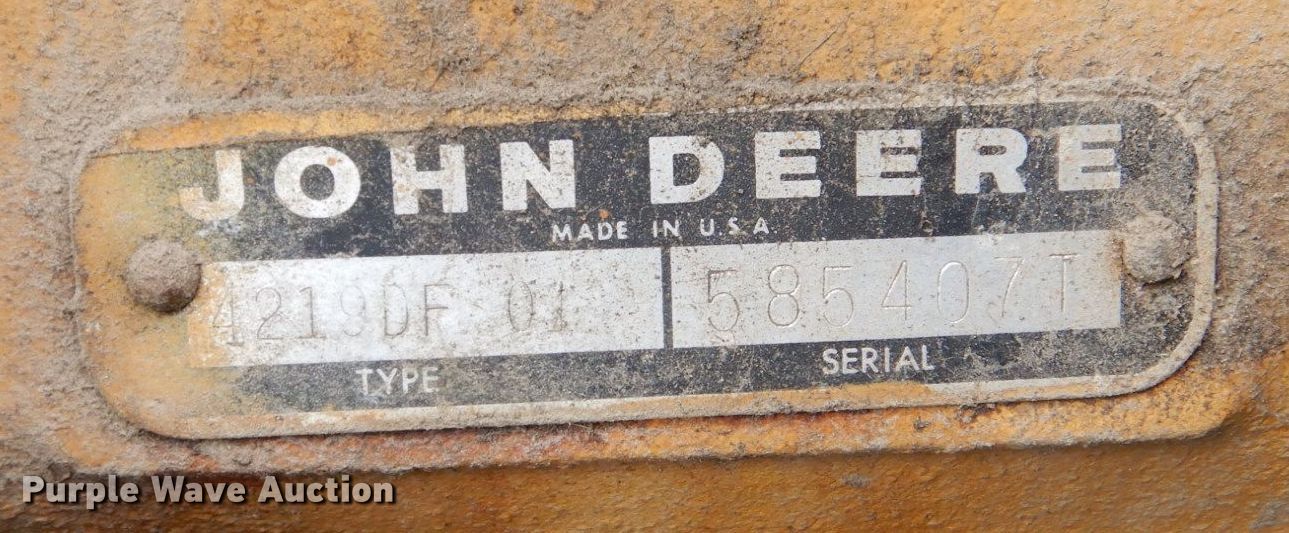 JOHN DEERE
MADE IN U.S.A
4219DF 01 585407T
TYPE SERIAL
Purple Wave Auction